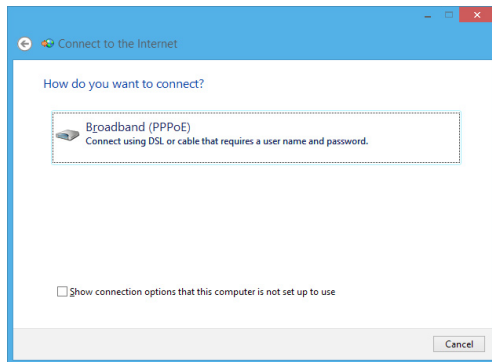 Connect to the Internet
How do you want to connect?
Broadband (PPPoE)
Connect using DSL or cable that requires a user name and password.
Show connection options that this computer is not set up to use
Cancel